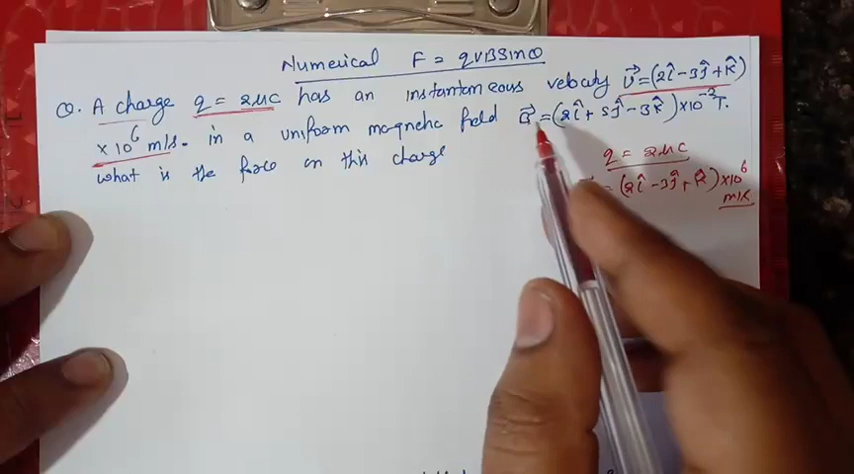 Numerical F = qVBSinθ
Q. A charge q = 2μC has an instantaneous velocity v⃗ = (2î - 3ĵ + k̂)
× 10⁶ m/s. in a uniform magnetic field B⃗ = (2î + 5ĵ - 3k̂) × 10⁻² T.
what is the force on this charge
q = 2μC
= (2î - 3ĵ + k̂) × 10⁶
m/s